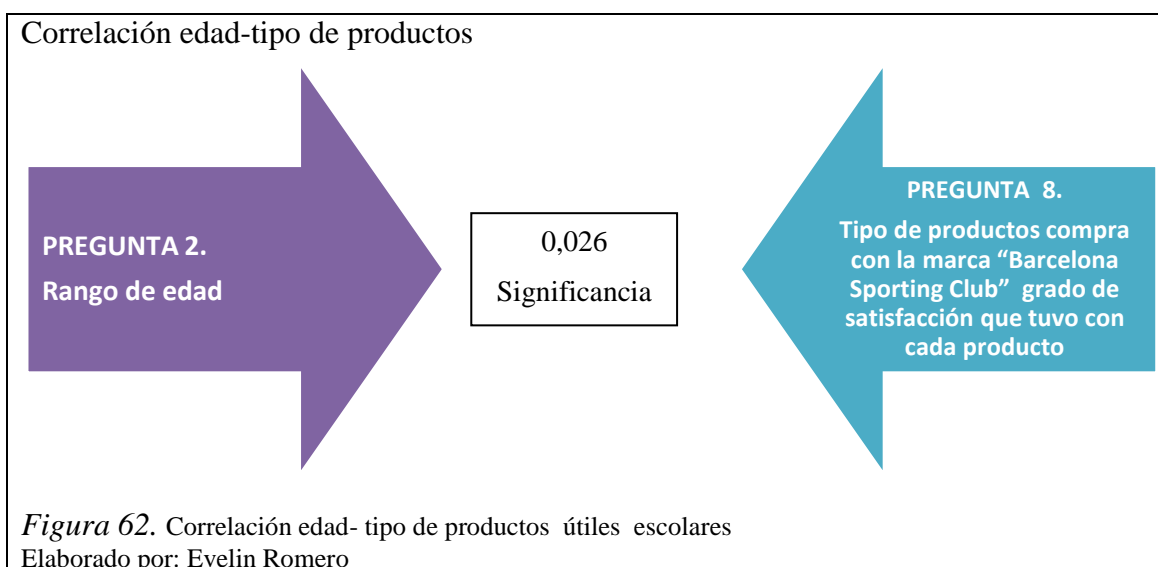 Correlación edad-tipo de productos
PREGUNTA 2.
Rango de edad
0,026
Significancia
PREGUNTA 8.
Tipo de productos compra
con la marca “Barcelona
Sporting Club” grado de
satisfacción que tuvo con
cada producto
Figura 62. Correlación edad- tipo de productos útiles escolares
Elaborado por: Evelin Romero